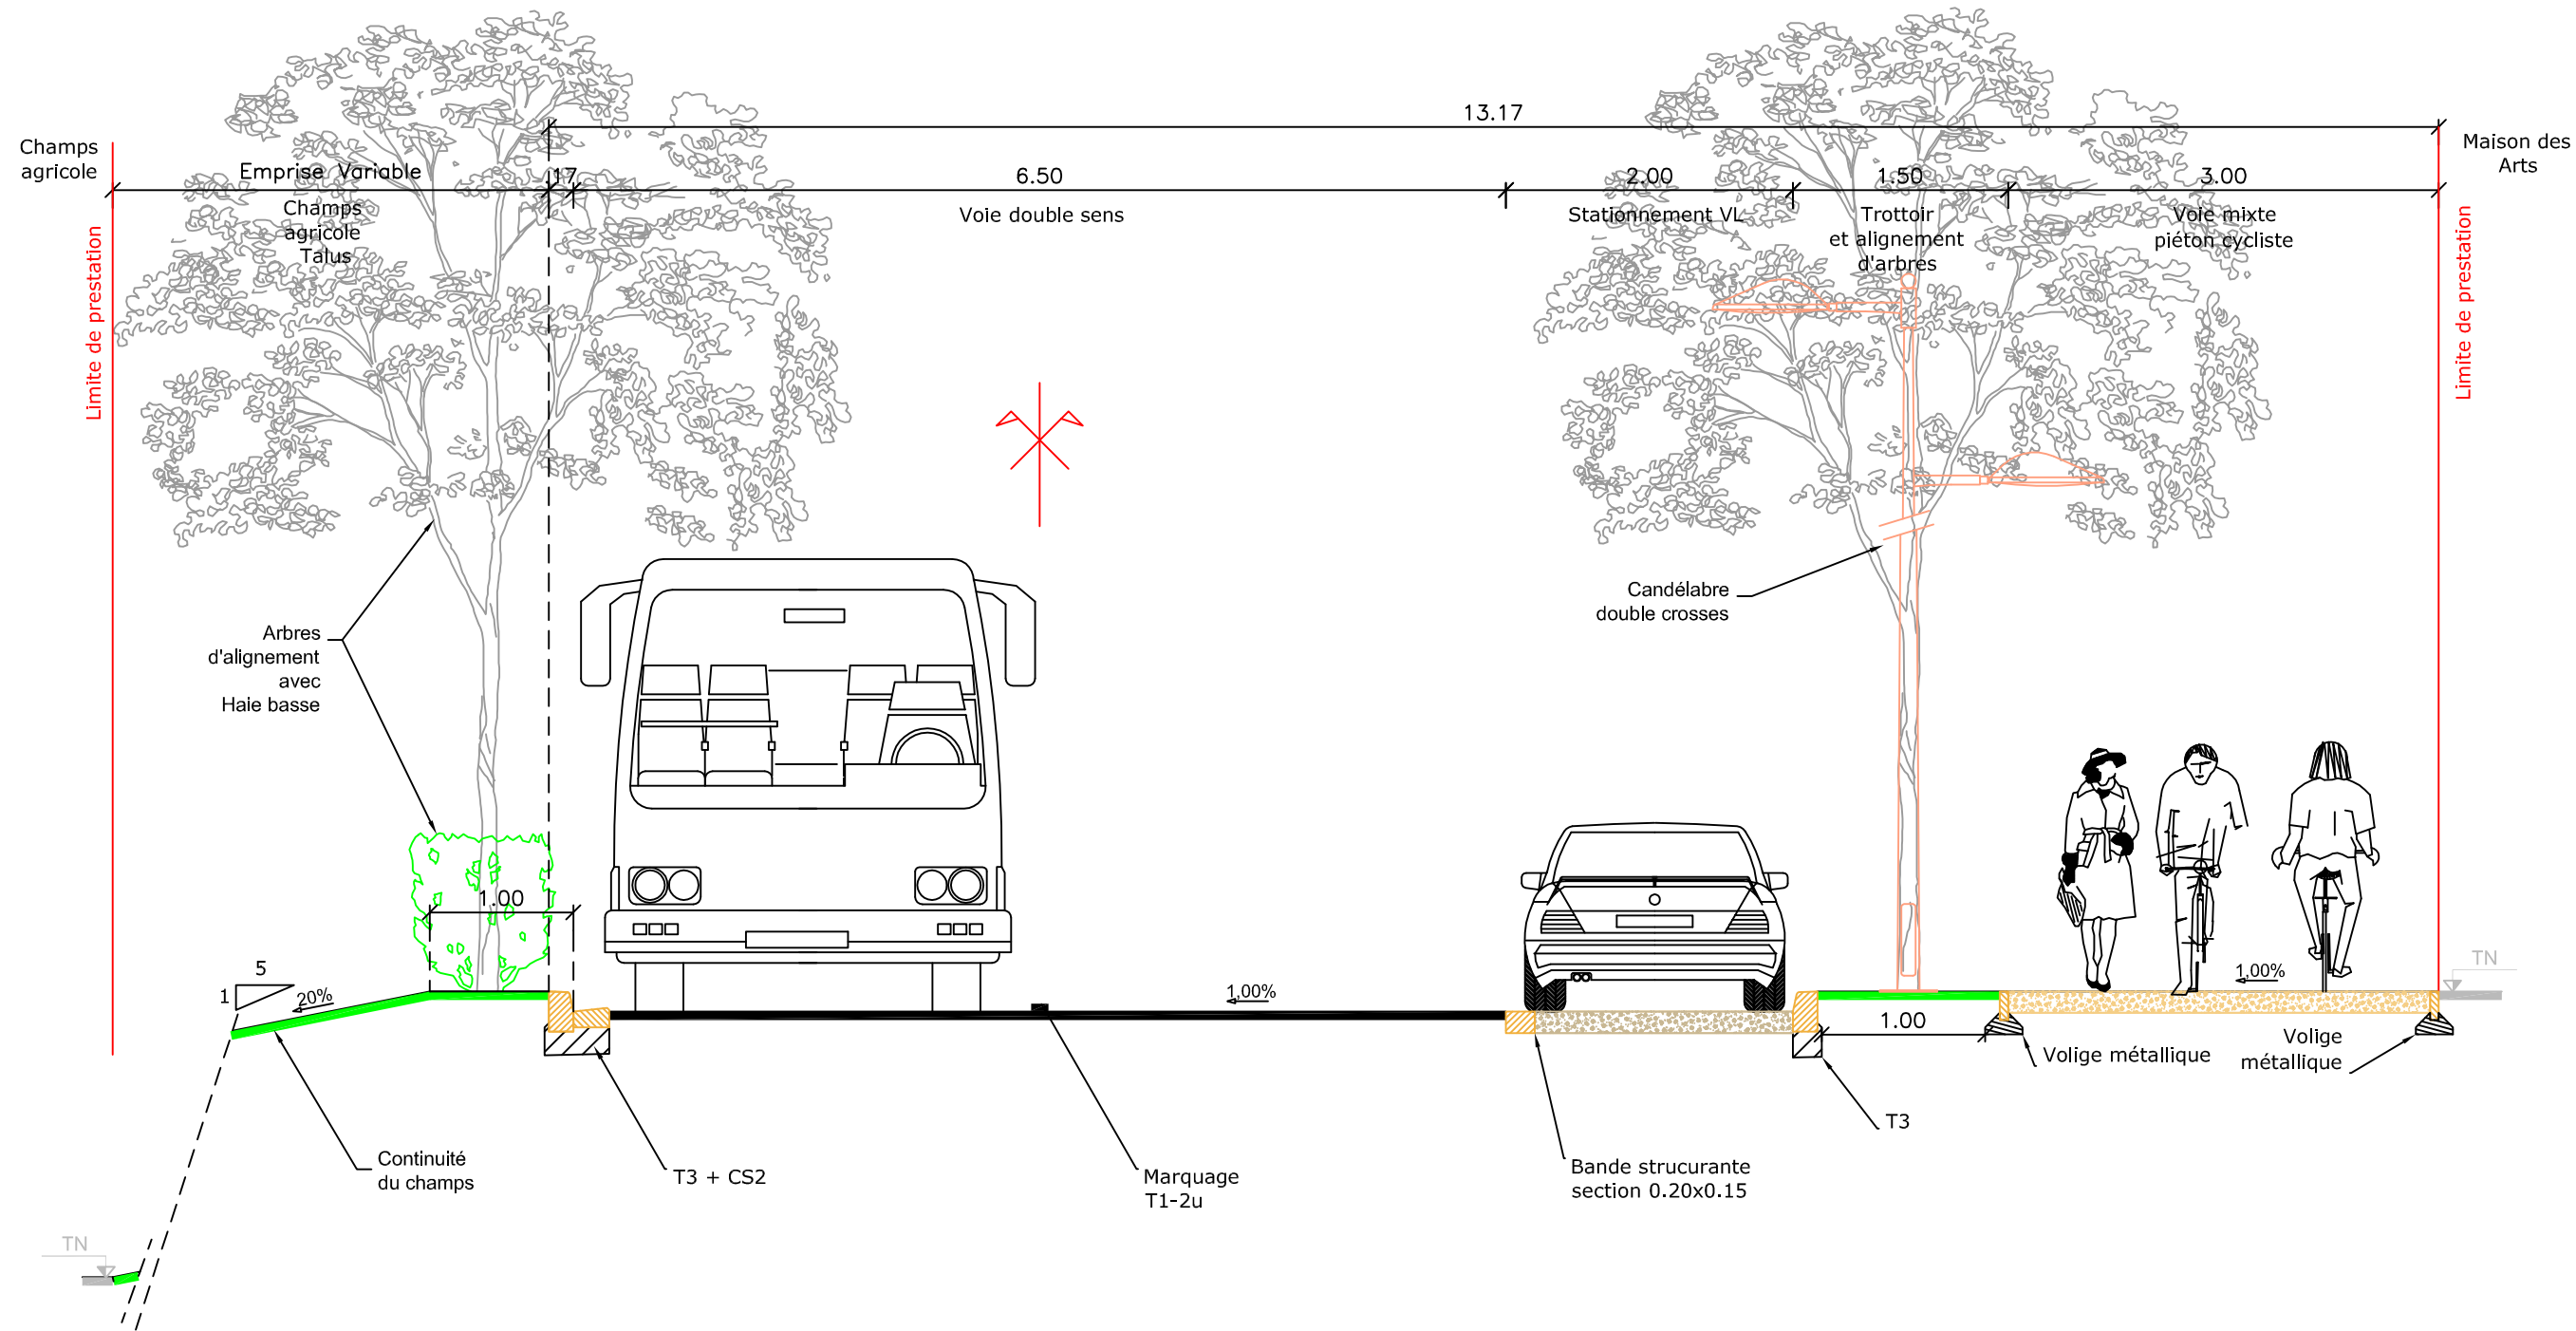 13.17
Champs
agricole
Maison des
Arts
Emprise Variable
17
6.50
2.00
1.50
3.00
Champs
agricole
Talus
Voie double sens
Stationnement VL
Trottoir
et alignement
d'arbres
Voie mixte
piéton cycliste
Limite de prestation
Limite de prestation
Candélabre
double crosses
Arbres
d'alignement
avec
Haie basse
1.00
5
1
20%
1,00%
1,00%
TN
1.00
Volige métallique
Volige
métallique
T3
Continuité
du champs
T3 + CS2
Marquage
T1-2u
Bande strucurante
section 0.20x0.15
TN